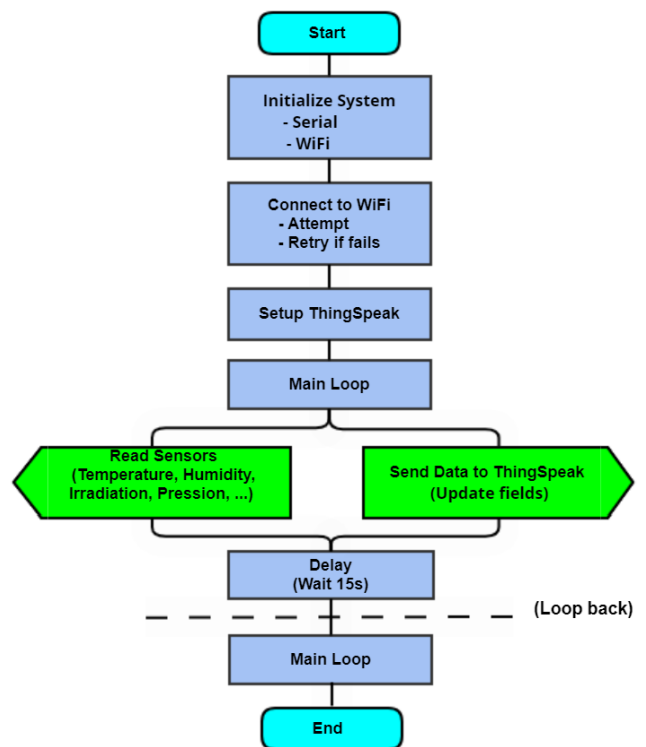 Start
Initialize System
- Serial
- WiFi
Connect to WiFi
- Attempt
- Retry if fails
Setup ThingSpeak
Main Loop
Read Sensors
(Temperature, Humidity,
Irradiation, Pression, ...)
Send Data to ThingSpeak
(Update fields)
Delay
(Wait 15s)
(Loop back)
Main Loop
End